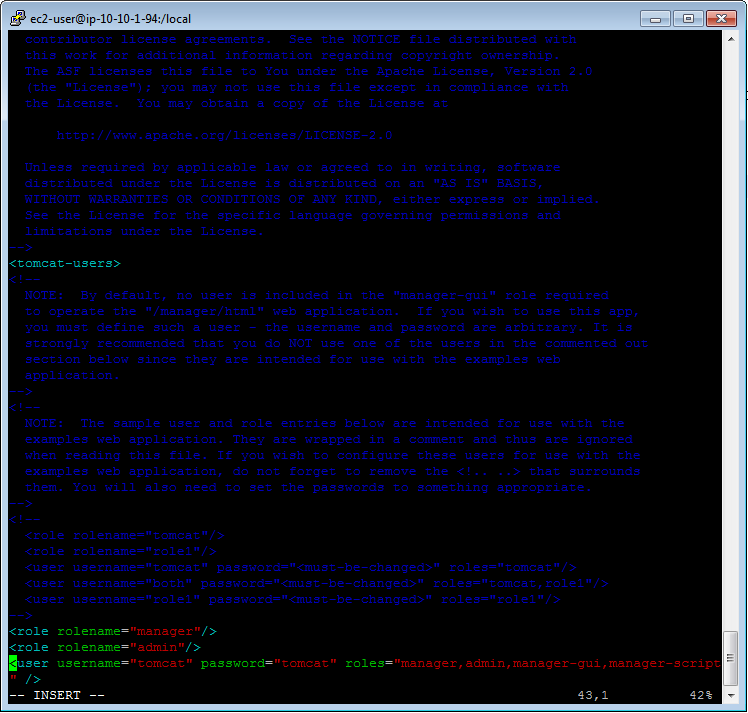 ec2-user@ip-10-10-1-94:/local
contributor license agreements.  See the NOTICE file distributed with
this work for additional information regarding copyright ownership.
The ASF licenses this file to You under the Apache License, Version 2.0
(the "License"); you may not use this file except in compliance with
the License.  You may obtain a copy of the License at
http://www.apache.org/licenses/LICENSE-2.0
Unless required by applicable law or agreed to in writing, software
distributed under the License is distributed on an "AS IS" BASIS,
WITHOUT WARRANTIES OR CONDITIONS OF ANY KIND, either express or implied.
See the License for the specific language governing permissions and
limitations under the License.
-->
<tomcat-users>
<!--
NOTE:  By default, no user is included in the "manager-gui" role required
to operate the "/manager/html" web application.  If you wish to use this app,
you must define such a user - the username and password are arbitrary. It is
strongly recommended that you do NOT use one of the users in the commented out
section below since they are intended for use with the examples web
application.
-->
<!--
NOTE:  The sample user and role entries below are intended for use with the
examples web application. They are wrapped in a comment and thus are ignored
when reading this file. If you wish to configure these users for use with the
examples web application, do not forget to remove the <!.. ..> that surrounds
them. You will also need to set the passwords to something appropriate.
-->
<!--
<role rolename="tomcat"/>
<role rolename="role1"/>
<user username="tomcat" password="<must-be-changed>" roles="tomcat"/>
<user username="both" password="<must-be-changed>" roles="tomcat,role1"/>
<user username="role1" password="<must-be-changed>" roles="role1"/>
-->
<role rolename="manager"/>
<role rolename="admin"/>
<user username="tomcat" password="tomcat" roles="manager,admin,manager-gui,manager-script
" />
-- INSERT -- 43,1 42%